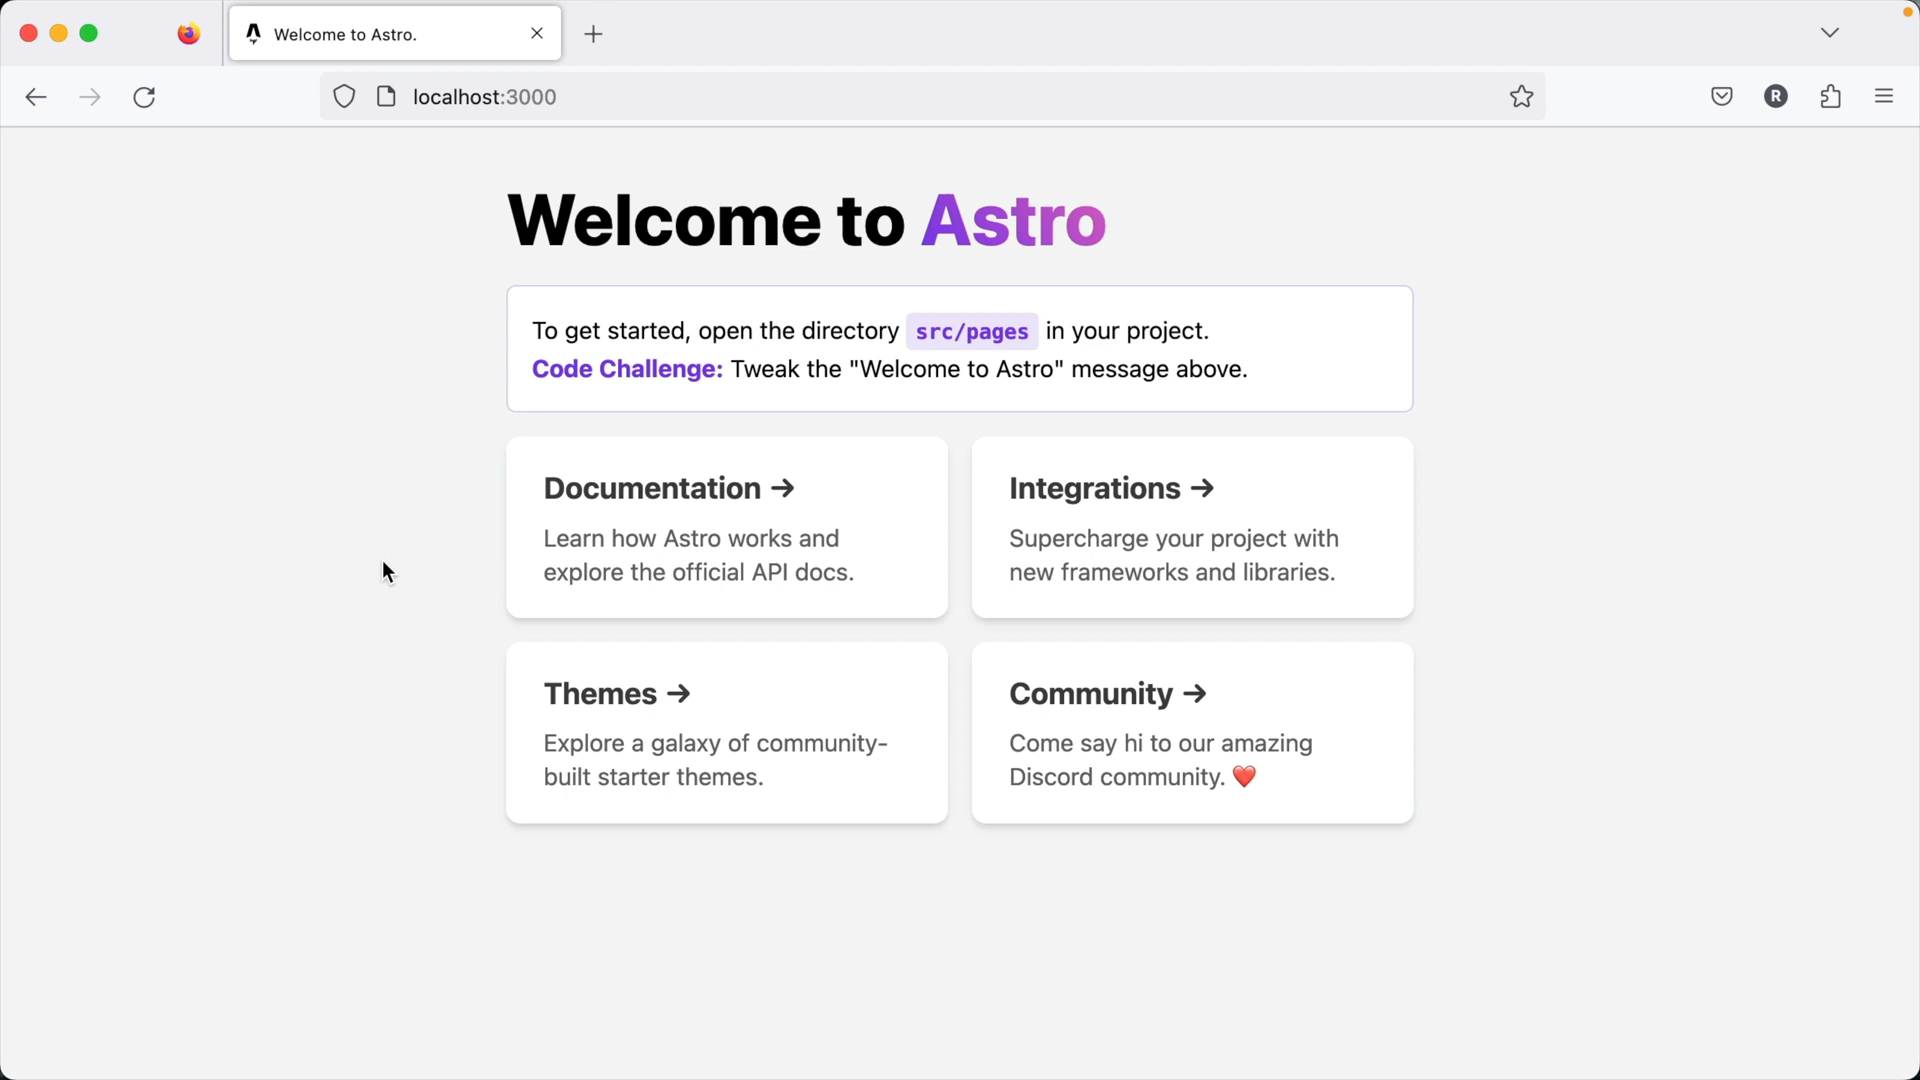 Welcome to Astro.
localhost:3000
R
Welcome to Astro
To get started, open the directory src/pages in your project.
Code Challenge: Tweak the "Welcome to Astro" message above.
Documentation →
Learn how Astro works and
explore the official API docs.
Integrations →
Supercharge your project with
new frameworks and libraries.
Themes →
Explore a galaxy of community-
built starter themes.
Community →
Come say hi to our amazing
Discord community. ❤️